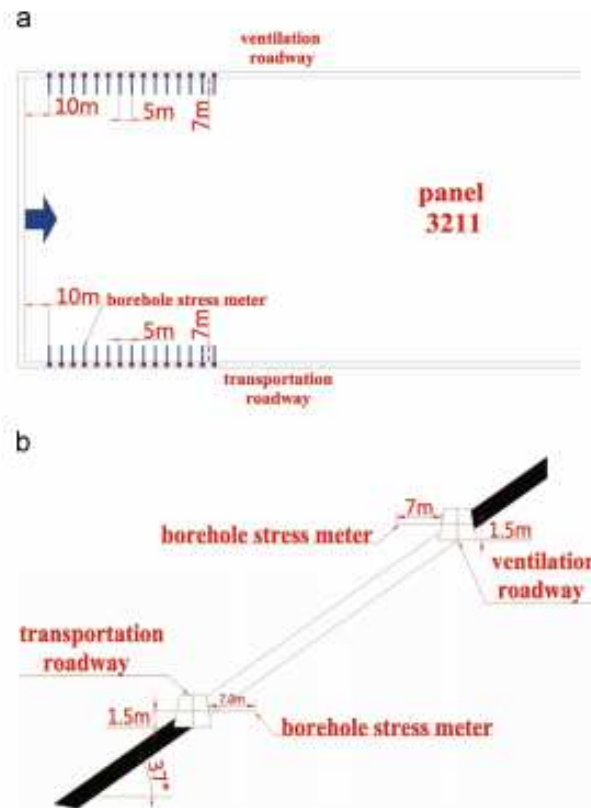 a
ventilation
roadway
10m
5m
7m
panel
3211
10m
borehole stress meter
5m
7m
transportation
roadway
b
7m
borehole stress meter
1.5m
ventilation
roadway
transportation
roadway
7.0m
1.5m
borehole stress meter
37°